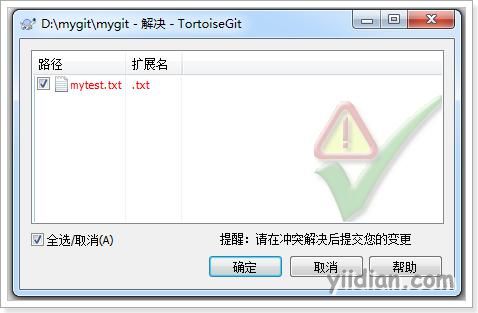 D:\mygit\mygit - 解决 - TortoiseGit
路径 扩展名
mytest.txt .txt
全选/取消(A) 提醒：请在冲突解决后提交您的变更
确定 取消 帮助
yiidian.com